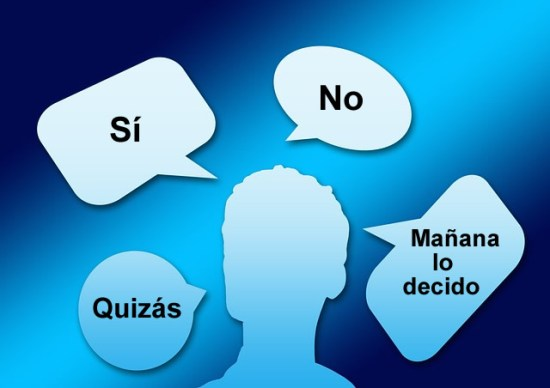 Sí
No
Quizás
Mañana
lo
decido